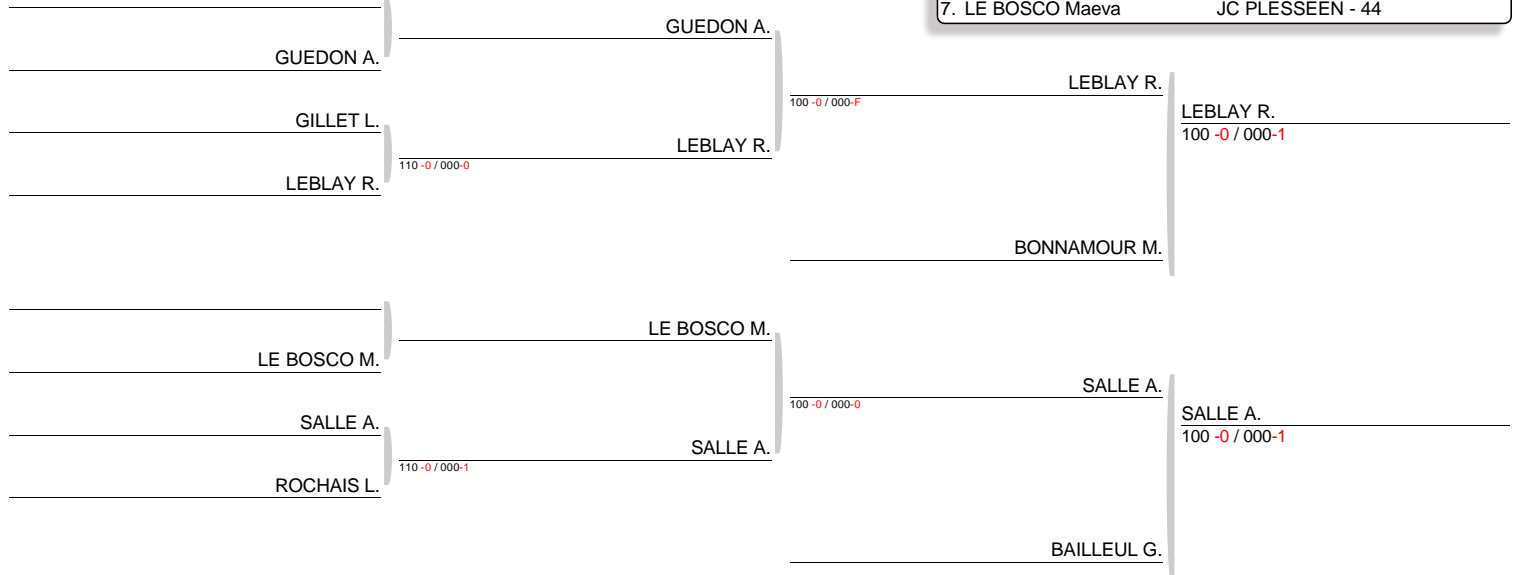 7. LE BOSCO Maeva JC PLESSEEN - 44
GUEDON A.
GUEDON A.
LEBLAY R.
100 -0 / 000-F
LEBLAY R.
100 -0 / 000-1
GILLET L.
LEBLAY R.
110 -0 / 000-0
LEBLAY R.
BONNAMOUR M.
LE BOSCO M.
LE BOSCO M.
SALLE A.
100 -0 / 000-0
SALLE A.
100 -0 / 000-1
SALLE A.
SALLE A.
110 -0 / 000-1
ROCHAIS L.
BAILLEUL G.